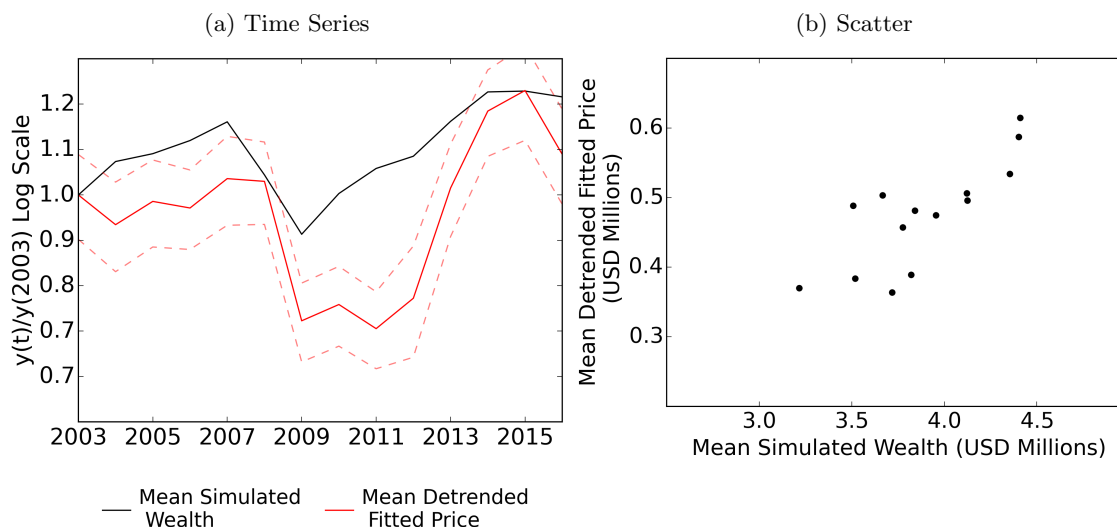 (a) Time Series
y(t)/y(2003) Log Scale
1.2
1.1
1.0
0.9
0.8
0.7
0.7
2003 2005 2007 2009 2011 2013 2015
Mean Simulated
Wealth
Mean Detrended
Fitted Price
(b) Scatter
Mean Detrended Fitted Price
(USD Millions)
0.6
0.5
0.4
0.3
3.0 3.5 4.0 4.5
Mean Simulated Wealth (USD Millions)